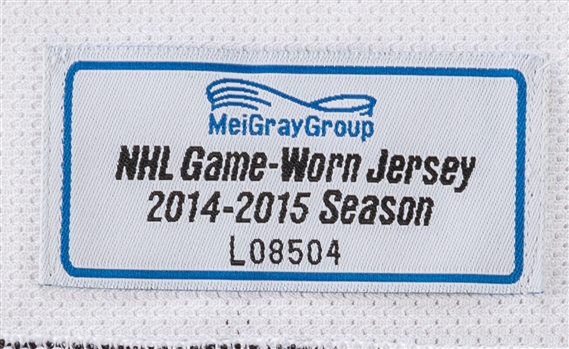 MeiGrayGroup
NHL Game-Worn Jersey
2014-2015 Season
L08504